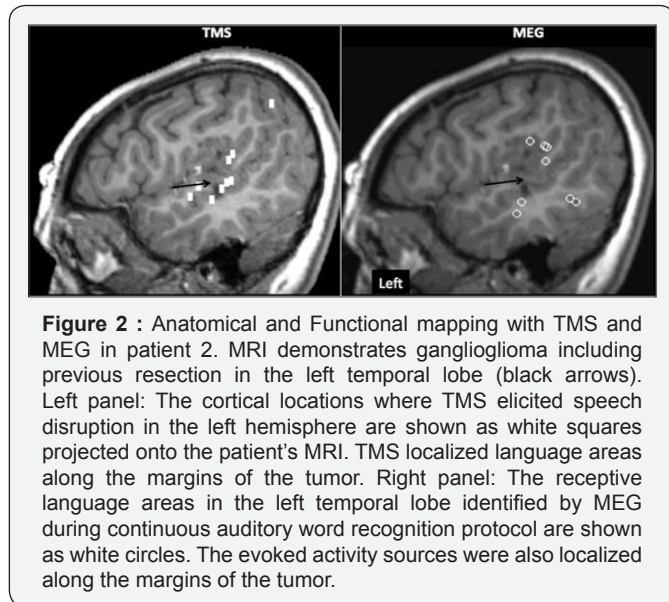 TMS
MEG
Left
Figure 2 : Anatomical and Functional mapping with TMS and
MEG in patient 2. MRI demonstrates ganglioglioma including
previous resection in the left temporal lobe (black arrows).
Left panel: The cortical locations where TMS elicited speech
disruption in the left hemisphere are shown as white squares
projected onto the patient's MRI. TMS localized language areas
along the margins of the tumor. Right panel: The receptive
language areas in the left temporal lobe identified by MEG
during continuous auditory word recognition protocol are shown
as white circles. The evoked activity sources were also localized
along the margins of the tumor.